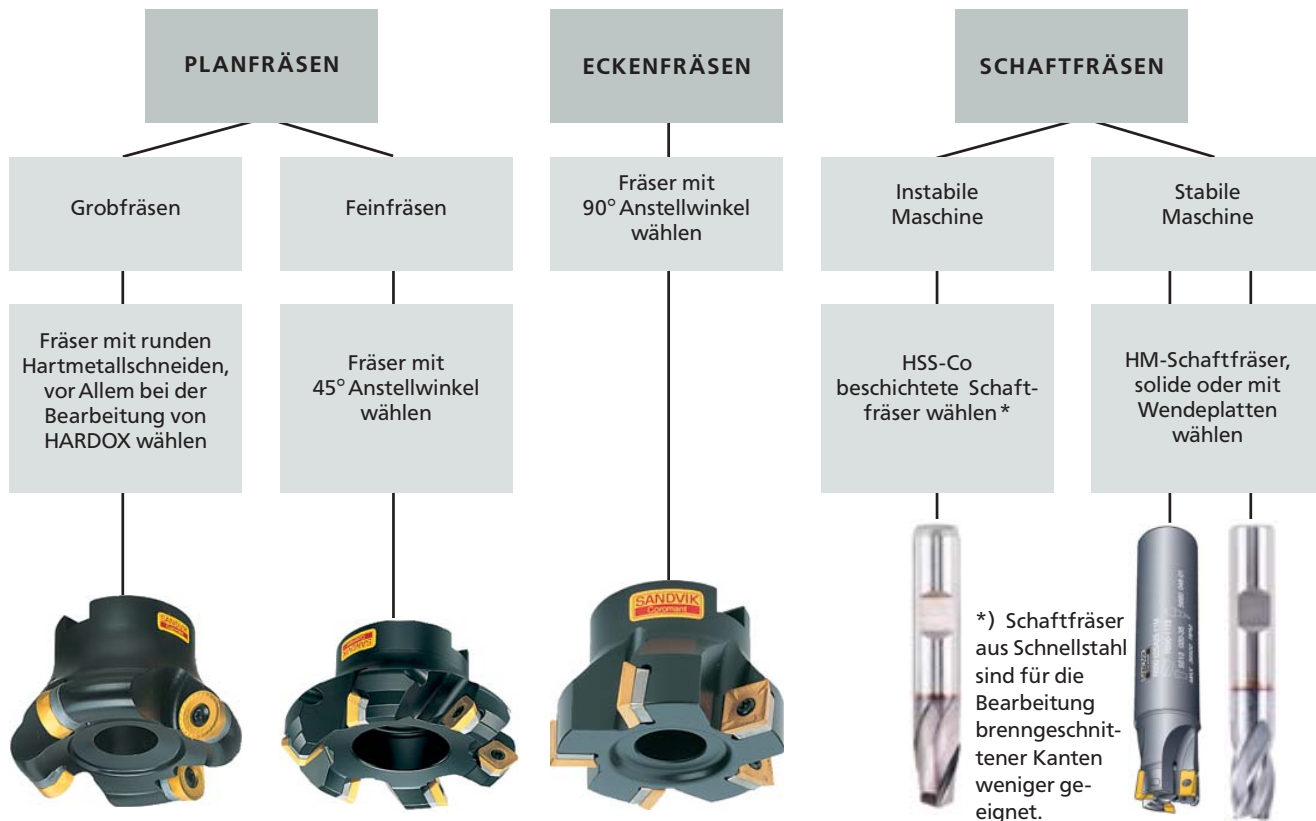 PLANFRÄSEN
ECKENFRÄSEN
SCHAFTFRÄSEN
Grobfräsen
Feinfräsen
Fräser mit
90° Anstellwinkel
wählen
Instabile
Maschine
Stabile
Maschine
Fräser mit runden
Hartmetallschneiden,
vor Allem bei der
Bearbeitung von
HARDOX wählen
Fräser mit
45° Anstellwinkel
wählen
HSS-Co
beschichtete Schaft-
fräser wählen*
HM-Schaftfräser,
solide oder mit
Wendeplatten
wählen
SANDVIK
Coromant
SANDVIK
SANDVIK
Coromant
*) Schaftfräser
aus Schnellstahl
sind für die
Bearbeitung
brenngeschnit-
tener Kanten
weniger ge-
eignet.